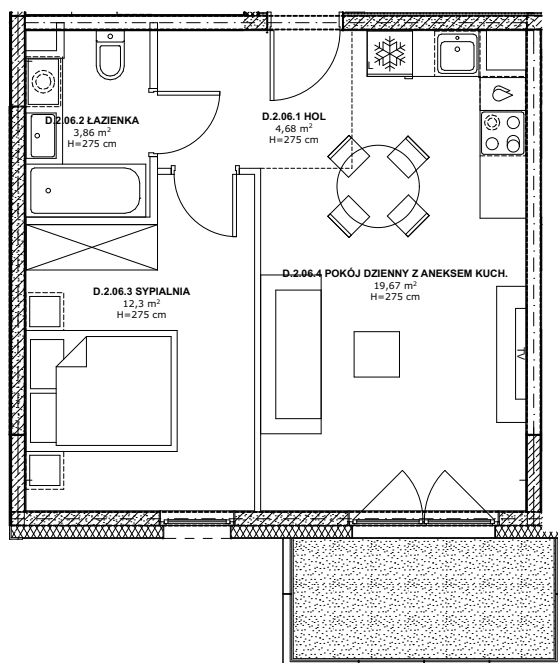 D.2.06.2 ŁAZIENKA
3,86 m²
H=275 cm
D.2.06.1 HOL
4,68 m²
H=275 cm
L
D.2.06.3 SYPIALNIA
12,3 m²
H=275 cm
D.2.06.4 POKÓJ DZIENNY Z ANEKSEM KUCH.
19,67 m²
H=275 cm
TV